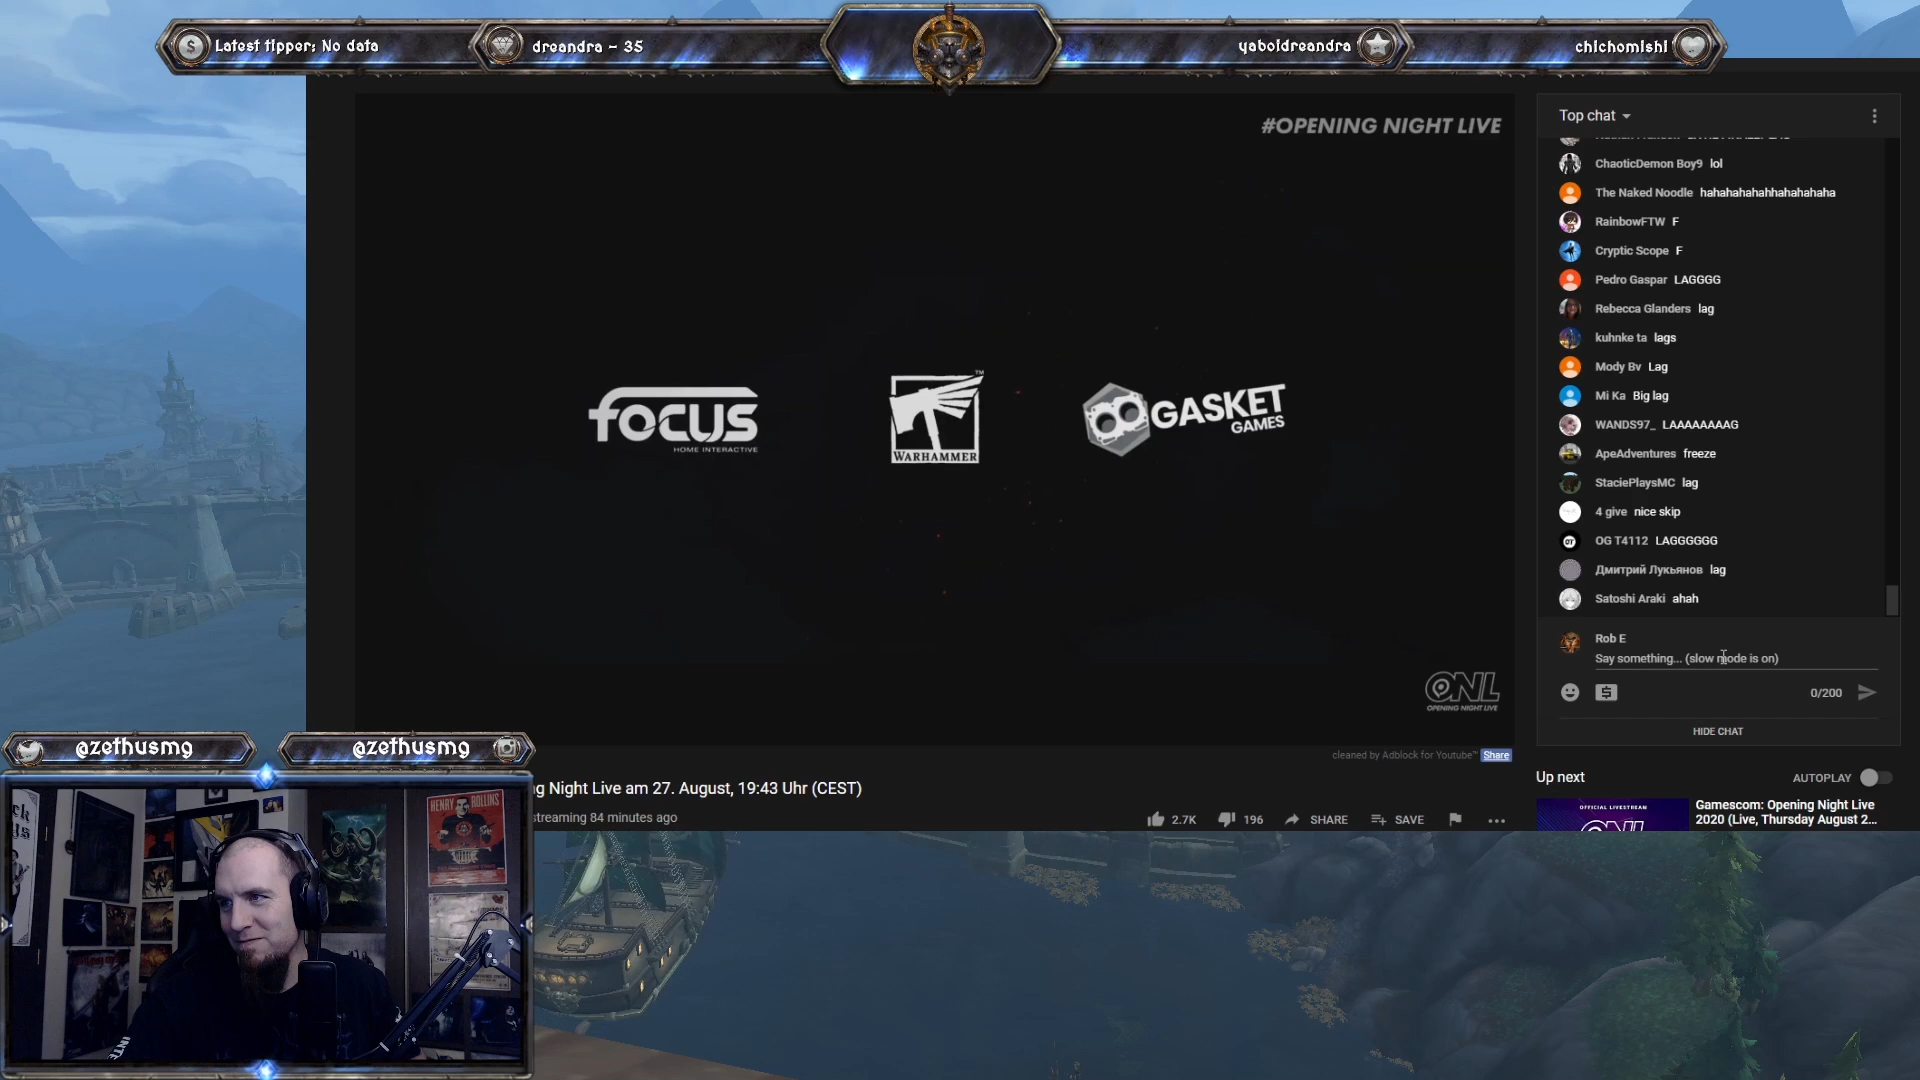 Latest tipper: No data
dreandra - 35
yaboidreandra
chichomishi
#OPENING NIGHT LIVE
FOCUS
HOME INTERACTIVE
WARHAMMER
TM
GASKET
GAMES
ONL
OPENING NIGHT LIVE
Top chat
ChaoticDemon Boy9 lol
The Naked Noodle hahahahahahhahahahaha
RainbowFTW F
Cryptic Scope F
Pedro Gaspar LAGGGG
Rebecca Glanders lag
kuhnke ta lags
Mody Bv Lag
Mi Ka Big lag
WANDS97_ LAAAAAAAG
ApeAdventures freeze
StaciePlaysMC lag
4 give nice skip
OG T4112 LAGGGGGG
Дмитрий Лукьянов lag
Satoshi Araki ahah
Rob E
Say something... (slow mode is on)
0/200
HIDE CHAT
cleaned by Adblock for Youtube™ Share
Up next
AUTOPLAY
OFFICIAL LIVESTREAM
ONL
Gamescom: Opening Night Live
2020 (Live, Thursday August 2...
g Night Live am 27. August, 19:43 Uhr (CEST)
streaming 84 minutes ago
2.7K
196
SHARE
SAVE
@zethusmg
@zethusmg
HENRY ROLLINS